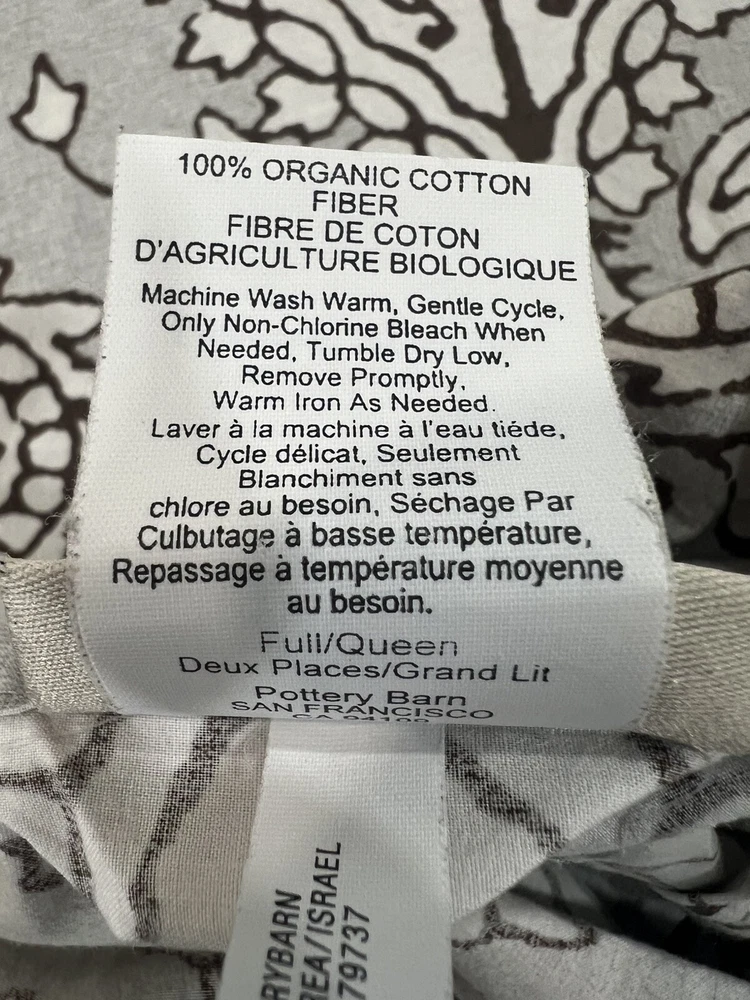 100% ORGANIC COTTON
FIBER
FIBRE DE COTON
D'AGRICULTURE BIOLOGIQUE
Machine Wash Warm, Gentle Cycle,
Only Non-Chlorine Bleach When
Needed, Tumble Dry Low,
Remove Promptly,
Warm Iron As Needed.
Laver à la machine à l'eau tiéde,
Cycle délicat, Seulement
Blanchiment sans
chlore au besoin, Séchage Par
Culbutage à basse température,
Repassage à température moyenne
au besoin.
Full/Queen
Deux Places/Grand Lit
Pottery Barn
SAN FRANCISCO
CA
RYBARN
REA/ISRAEL
79737